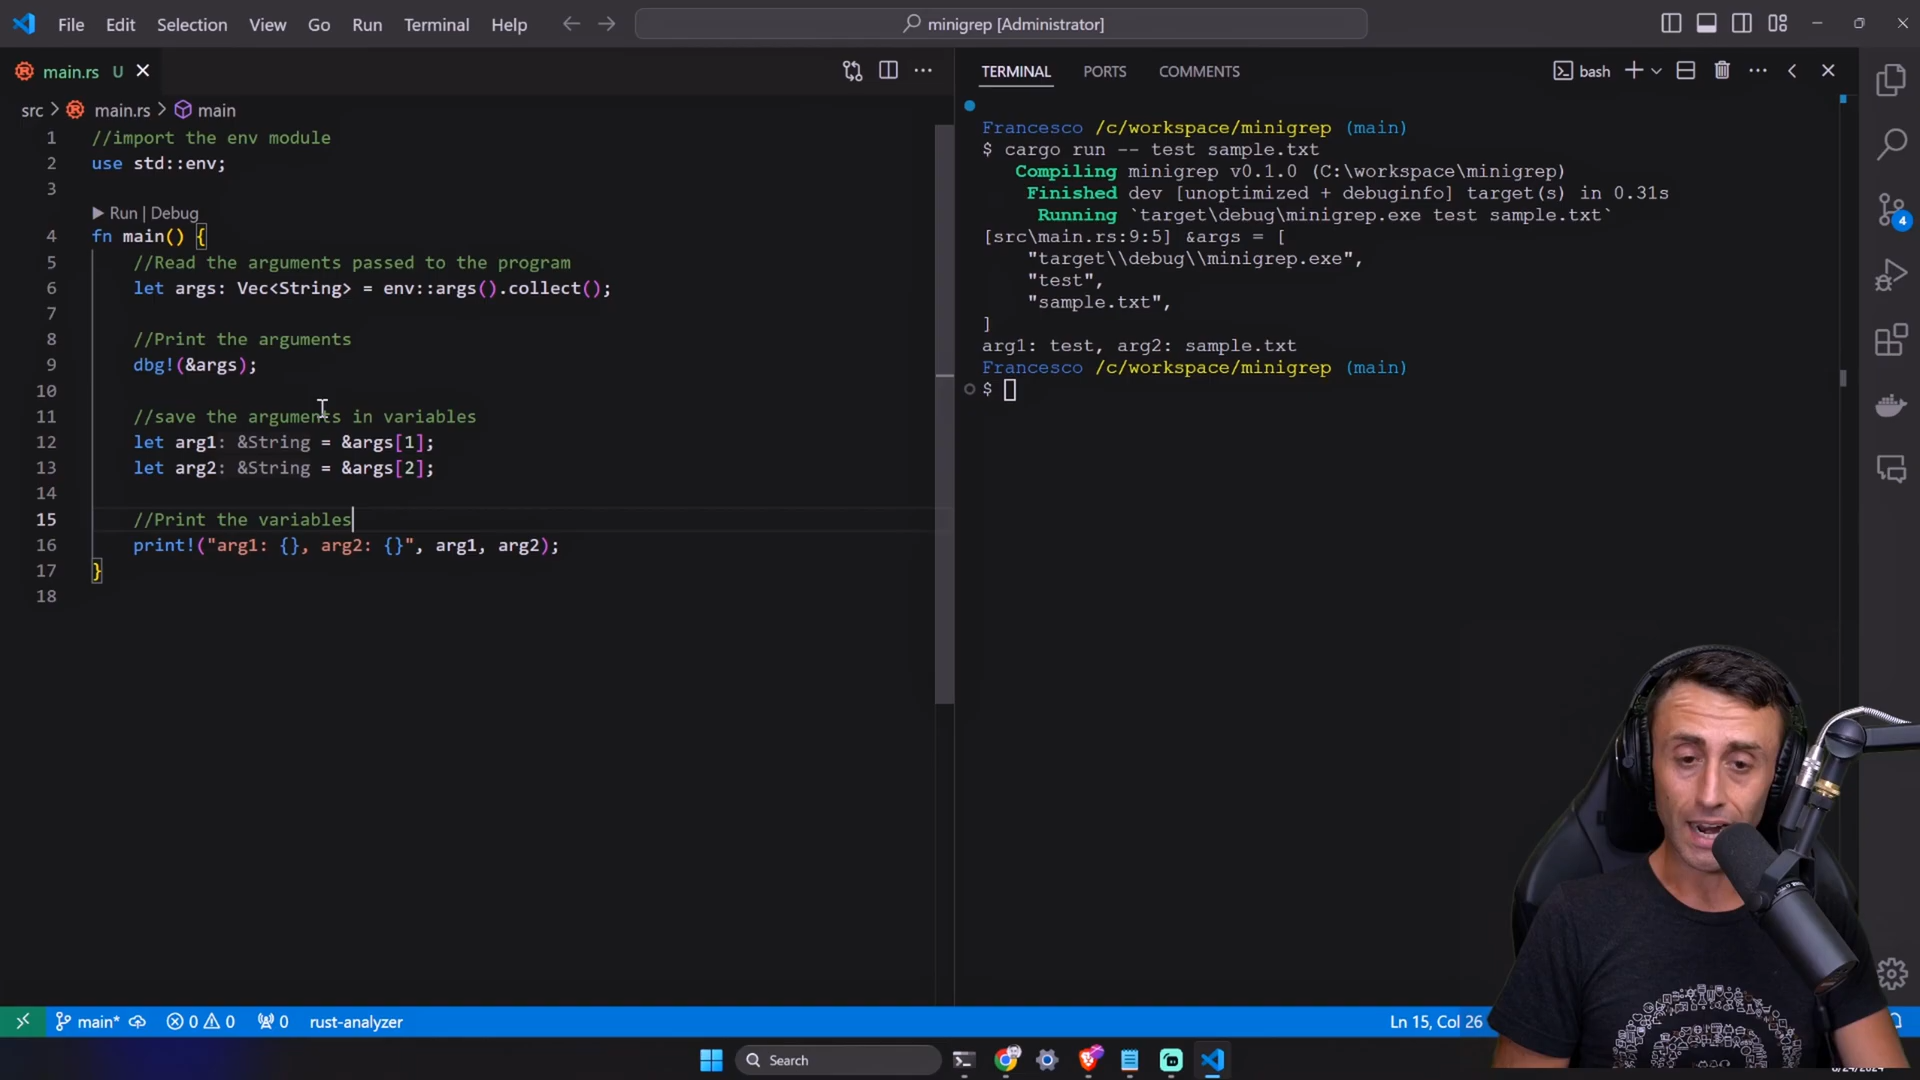 File Edit Selection View Go Run Terminal Help
minigrep [Administrator]
main.rs U
src > main.rs > main
1 //import the env module
2 use std::env;
3
Run | Debug
4 fn main() {
5 //Read the arguments passed to the program
6 let args: Vec<String> = env::args().collect();
7
8 //Print the arguments
9 dbg!(&args);
10
11 //save the arguments in variables
12 let arg1: &String = &args[1];
13 let arg2: &String = &args[2];
14
15 //Print the variables
16 print!("arg1: {}, arg2: {}", arg1, arg2);
17 }
18
TERMINAL PORTS COMMENTS
bash
Francesco /c/workspace/minigrep (main)
$ cargo run -- test sample.txt
Compiling minigrep v0.1.0 (C:\workspace\minigrep)
Finished dev [unoptimized + debuginfo] target(s) in 0.31s
Running `target\debug\minigrep.exe test sample.txt`
[src\main.rs:9:5] &args = [
"target\\debug\\minigrep.exe",
"test",
"sample.txt",
]
arg1: test, arg2: sample.txt
Francesco /c/workspace/minigrep (main)
$
4
main* 0 0 0 rust-analyzer
Ln 15, Col 26
Search